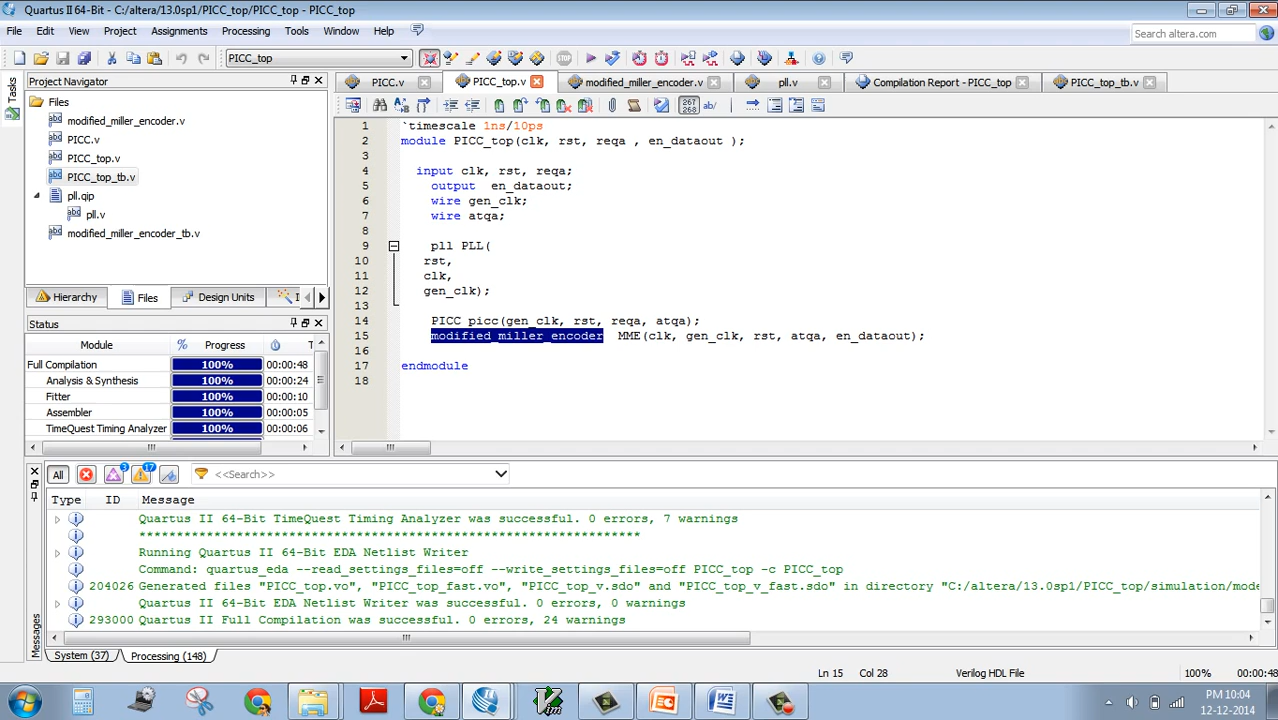 Quartus II 64-Bit - C:/altera/13.0sp1/PICC_top/PICC_top - PICC_top
File Edit View Project Assignments Processing Tools Window Help
Search altera.com
PICC_top
Tasks
Project Navigator
PICC.v
PICC_top.v
modified_miller_encoder.v
pll.v
Compilation Report - PICC_top
PICC_top_tb.v
Files
modified_miller_encoder.v
PICC.v
PICC_top.v
PICC_top_tb.v
pll.qip
pll.v
modified_miller_encoder_tb.v
Hierarchy
Files
Design Units
267
268
ab/
1 `timescale 1ns/10ps
2 module PICC_top(clk, rst, reqa , en_dataout );
3
4 input clk, rst, reqa;
5 output en_dataout;
6 wire gen_clk;
7 wire atqa;
8
9 pll PLL(
10 rst,
11 clk,
12 gen_clk);
13
14 PICC picc(gen_clk, rst, reqa, atqa);
15 modified_miller_encoder MME(clk, gen_clk, rst, atqa, en_dataout);
16
17 endmodule
18
Status
Module % Progress T
Full Compilation 100% 00:00:48
Analysis & Synthesis 100% 00:00:24
Fitter 100% 00:00:10
Assembler 100% 00:00:05
TimeQuest Timing Analyzer 100% 00:00:06
Messages
All
3
17
<<Search>>
Type ID Message
Quartus II 64-Bit TimeQuest Timing Analyzer was successful. 0 errors, 7 warnings
*******************************************************************
Running Quartus II 64-Bit EDA Netlist Writer
Command: quartus_eda --read_settings_files=off --write_settings_files=off PICC_top -c PICC_top
204026 Generated files "PICC_top.vo", "PICC_top_fast.vo", "PICC_top_v.sdo" and "PICC_top_v_fast.sdo" in directory "C:/altera/13.0sp1/PICC_top/simulation/mode
Quartus II 64-Bit EDA Netlist Writer was successful. 0 errors, 0 warnings
293000 Quartus II Full Compilation was successful. 0 errors, 24 warnings
System (37)
Processing (148)
Ln 15 Col 28 Verilog HDL File 100% 00:00:48
PM 10:04
12-12-2014